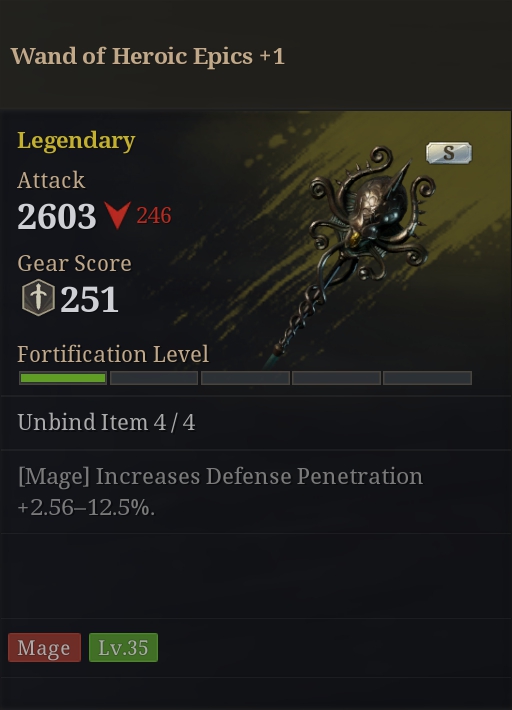 Wand of Heroic Epics +1
Legendary
S
Attack
2603 246
Gear Score
251
Fortification Level
Unbind Item 4 / 4
[Mage] Increases Defense Penetration
+2.56–12.5%.
Mage Lv.35